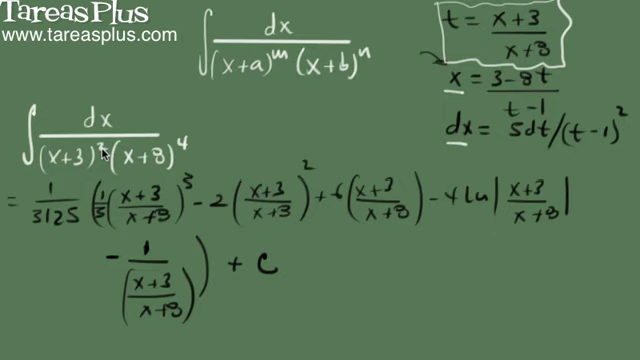 TareasPlus
www.tareasplus.com
∫ dx / (x+a)^m (x+b)^n
t = x+3 / x+8
x = 3-8t / t-1
dx = 5dt/(t-1)^2
∫ dx / (x+3)^2 (x+8)^4
= 1/3125 (1/3 (x+3 / x+8)^3 - 2 (x+3 / x+8)^2 + 6 (x+3 / x+8) - 4 ln | x+3 / x+8 |
- 1 / (x+3 / x+8) ) + C